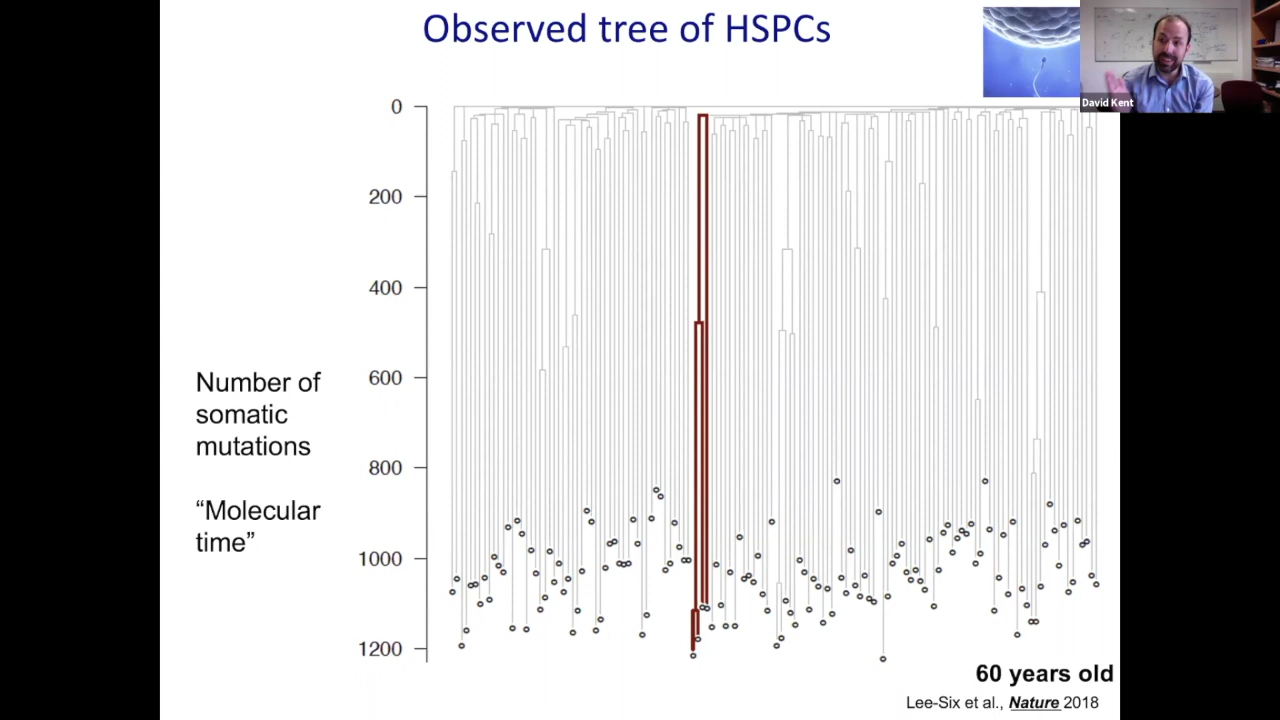 Observed tree of HSPCs
David Kent
0
200
400
600
800
1000
1200
Number of
somatic
mutations
“Molecular
time”
60 years old
Lee-Six et al., Nature 2018